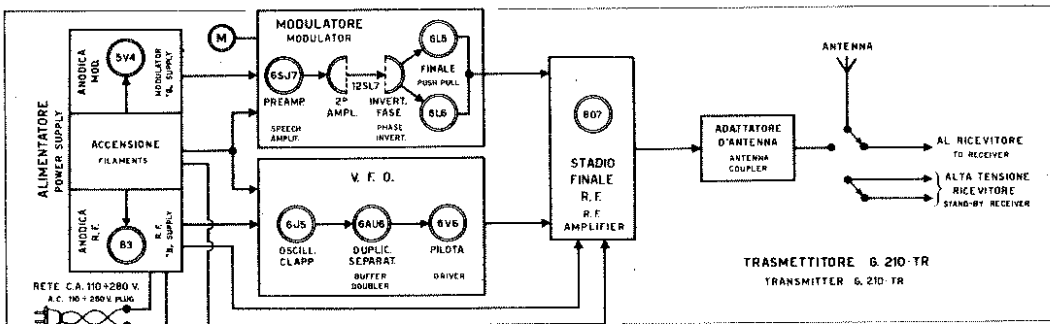 ALIMENTATORE
POWER SUPPLY
ANODICA
MOD.
5V4
MODULATOR
"B" SUPPLY
ACCENSIONE
FILAMENTS
ANODICA
R.F.
83
R.F.
"B" SUPPLY
RETE C.A. 110÷280 V.
A.C. 110 ÷ 280 V. PLUG
M
MODULATORE
MODULATOR
6SJ7
PREAMP.
SPEECH
AMPLIT.
12SL7
2º
AMPL.
INVERT.
FASE
PHASE
INVERT.
6L6
FINALE
PUSH PULL
6L6
V. F. O.
6J5
OSCILL.
CLAPP
6AU6
DUPLIC.
SEPARAT.
BUFFER
DOUBLER
6V6
PILOTA
DRIVER
807
STADIO
FINALE
R.F.
R.F.
AMPLIFIER
ADATTATORE
D'ANTENNA
ANTENNA
COUPLER
ANTENNA
AL RICEVITORE
TO RECEIVER
ALTA TENSIONE
RICEVITORE
STAND-BY RECEIVER
TRASMETTITORE G. 210-TR
TRANSMITTER G. 210-TR